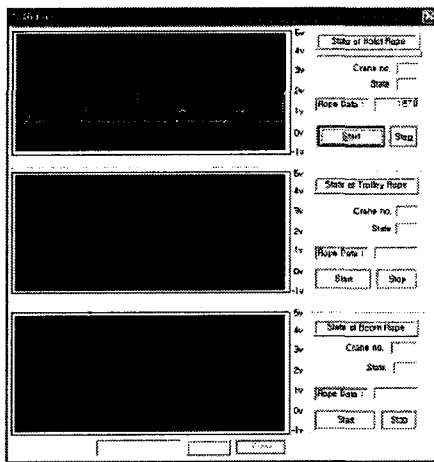 5v
State of Hoist Rope
4v
Crane no.
3v
State
2v
Rope Data :
1v
Start
Stop
0v
-1v
5v
State of Trolley Rope
4v
Crane no.
3v
State
2v
1v
Rope Data :
Start
Stop
0v
-1v
5v
State of Boom Rope
4v
Crane no.
3v
State
2v
1v
Rope Data :
Start
Stop
0v
-1v